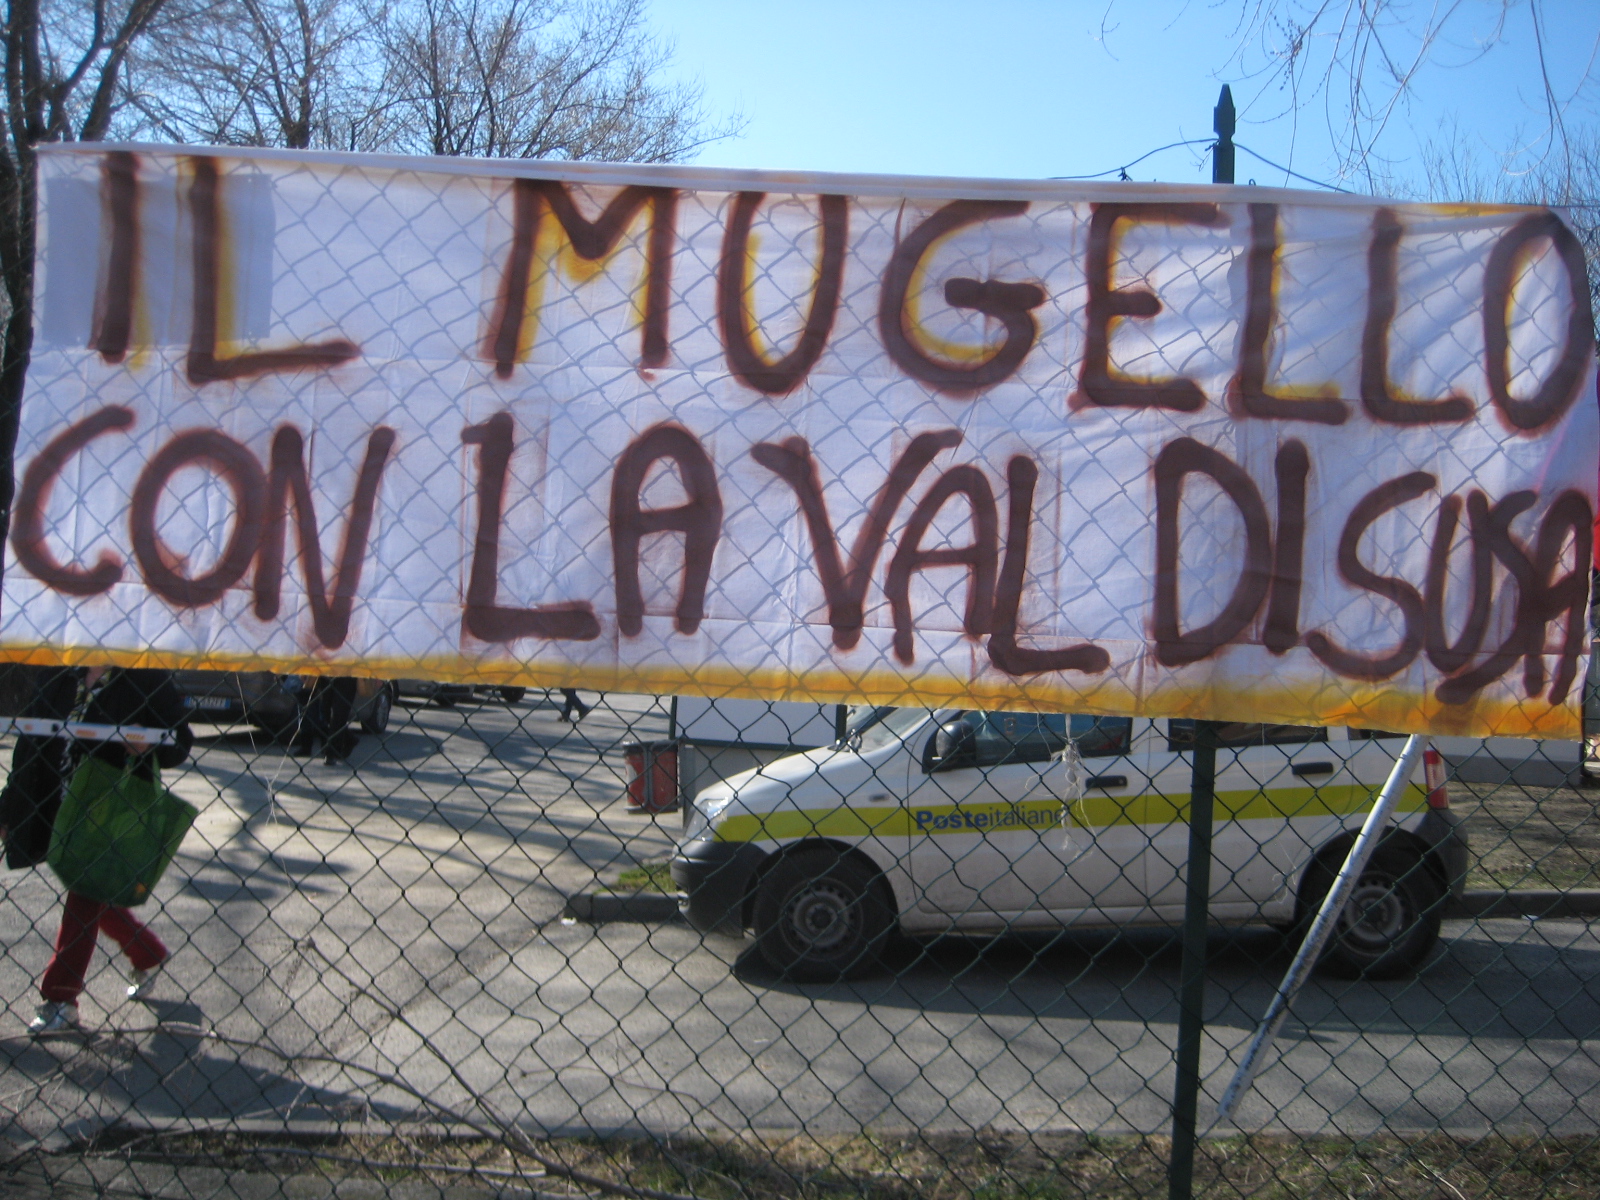 IL MUGELLO
CON LA VAL DI SUSA
Posteitaliane